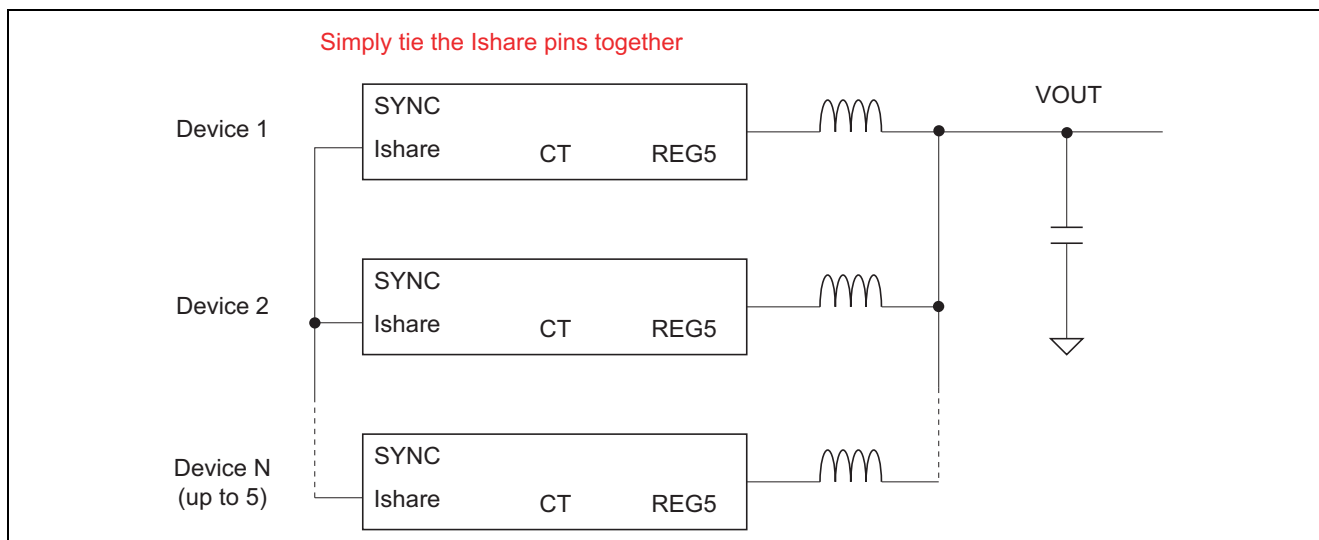 Simply tie the Ishare pins together
VOUT
Device 1
SYNC
Ishare
CT
REG5
Device 2
SYNC
Ishare
CT
REG5
Device N
(up to 5)
SYNC
Ishare
CT
REG5